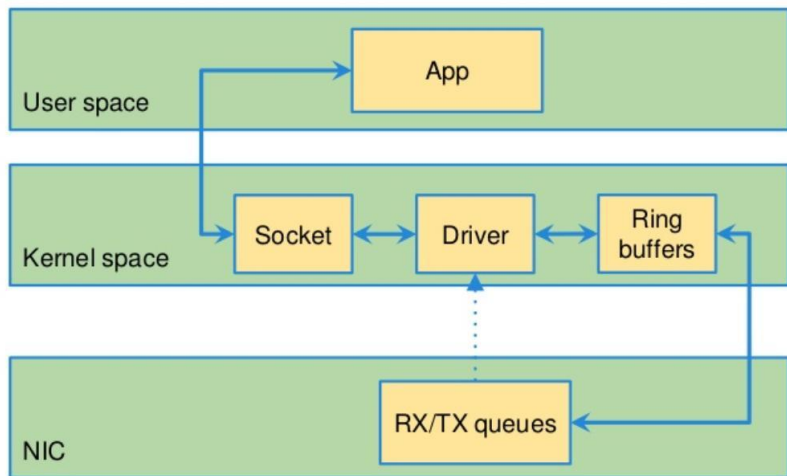 App
User space
Socket
Driver
Ring
buffers
Kernel space
RX/TX queues
NIC